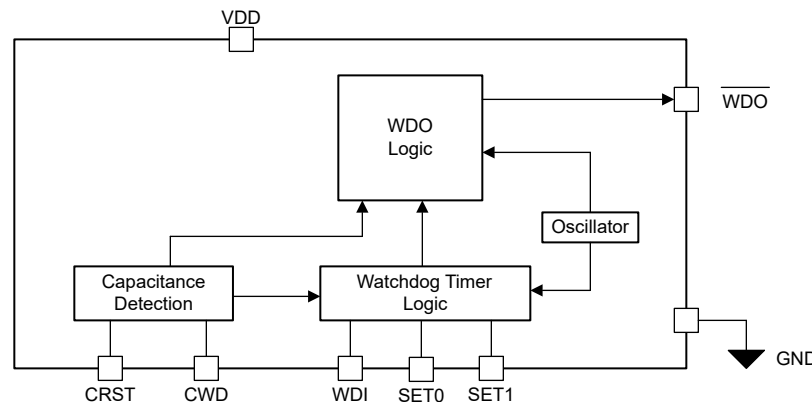 VDD
WDO
WDO
Logic
Oscillator
Capacitance
Detection
Watchdog Timer
Logic
GND
CRST
CWD
WDI
SET0
SET1